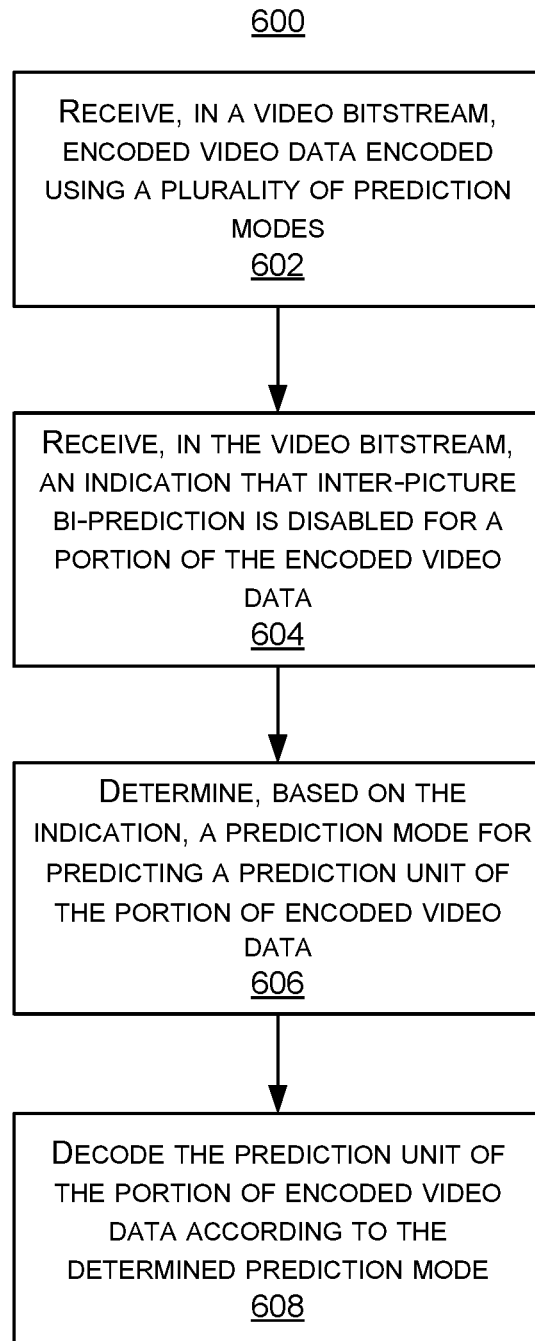 600
RECEIVE, IN A VIDEO BITSTREAM,
ENCODED VIDEO DATA ENCODED
USING A PLURALITY OF PREDICTION
MODES
602
RECEIVE, IN THE VIDEO BITSTREAM,
AN INDICATION THAT INTER-PICTURE
BI-PREDICTION IS DISABLED FOR A
PORTION OF THE ENCODED VIDEO
DATA
604
DETERMINE, BASED ON THE
INDICATION, A PREDICTION MODE FOR
PREDICTING A PREDICTION UNIT OF
THE PORTION OF ENCODED VIDEO
DATA
606
DECODE THE PREDICTION UNIT OF
THE PORTION OF ENCODED VIDEO
DATA ACCORDING TO THE
DETERMINED PREDICTION MODE
608